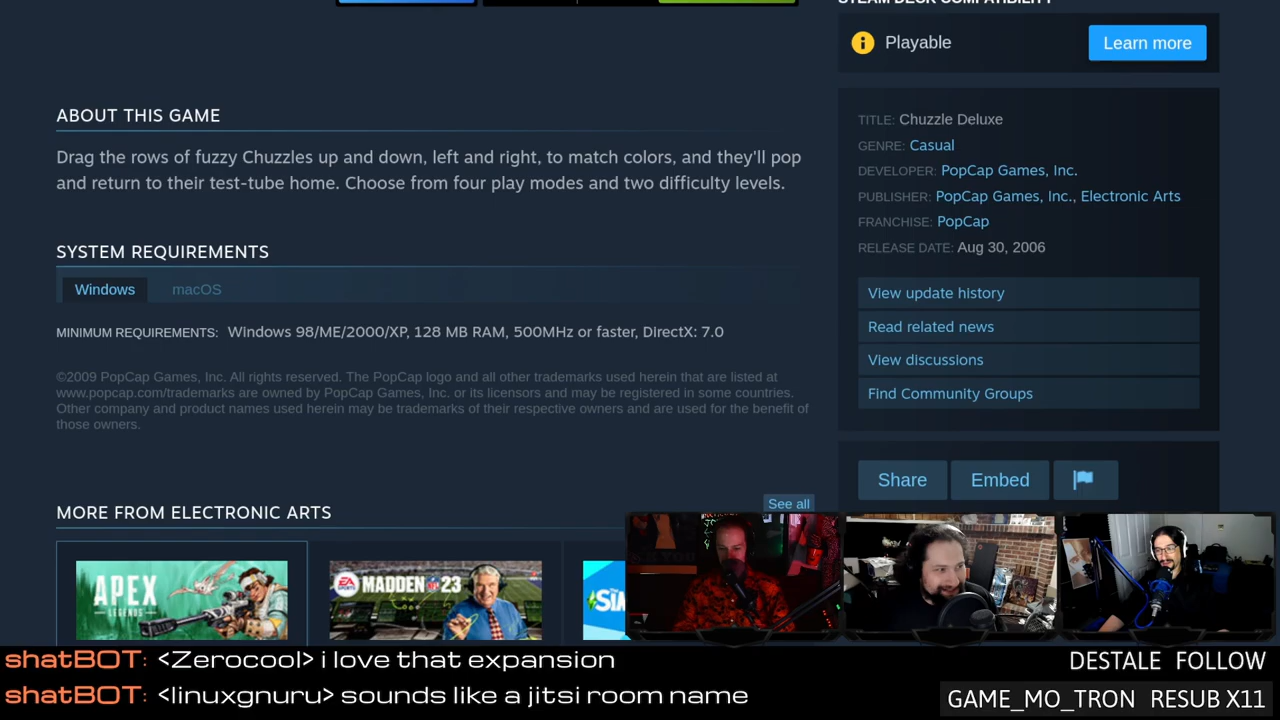 STEAM DECK COMPATIBILITY
Playable
Learn more
ABOUT THIS GAME
Drag the rows of fuzzy Chuzzles up and down, left and right, to match colors, and they'll pop
and return to their test-tube home. Choose from four play modes and two difficulty levels.
SYSTEM REQUIREMENTS
Windows macOS
MINIMUM REQUIREMENTS: Windows 98/ME/2000/XP, 128 MB RAM, 500MHz or faster, DirectX: 7.0
©2009 PopCap Games, Inc. All rights reserved. The PopCap logo and all other trademarks used herein that are listed at
www.popcap.com/trademarks are owned by PopCap Games, Inc. or its licensors and may be registered in some countries.
Other company and product names used herein may be trademarks of their respective owners and are used for the benefit of
those owners.
TITLE: Chuzzle Deluxe
GENRE: Casual
DEVELOPER: PopCap Games, Inc.
PUBLISHER: PopCap Games, Inc., Electronic Arts
FRANCHISE: PopCap
RELEASE DATE: Aug 30, 2006
View update history
Read related news
View discussions
Find Community Groups
Share Embed
MORE FROM ELECTRONIC ARTS
See all
APEX
LEGENDS
EA SPORTS MADDEN NFL 23
shatBOT: <Zerocool> i love that expansion
shatBOT: <linuxgnuru> sounds like a jitsi room name
DESTALE FOLLOW
GAME_MO_TRON RESUB X11